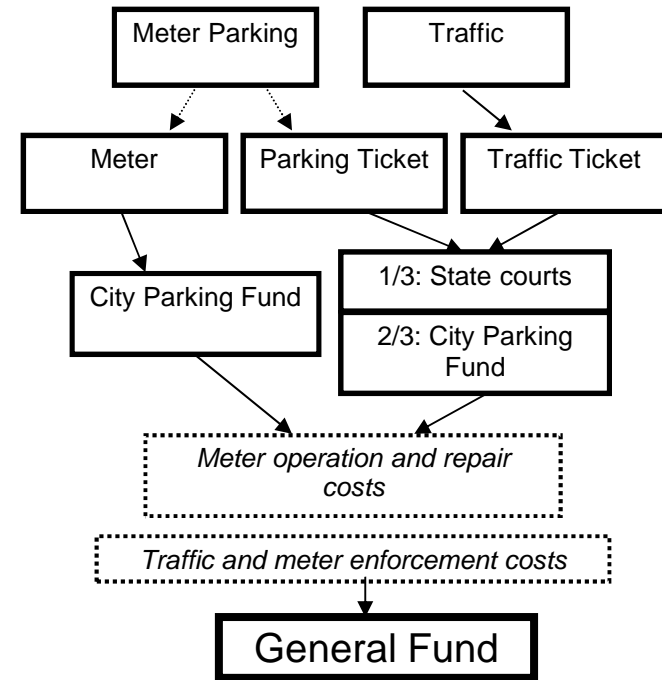 Meter Parking
Traffic
Meter
Parking Ticket
Traffic Ticket
City Parking Fund
1/3: State courts
2/3: City Parking
Fund
Meter operation and repair
costs
Traffic and meter enforcement costs
General Fund